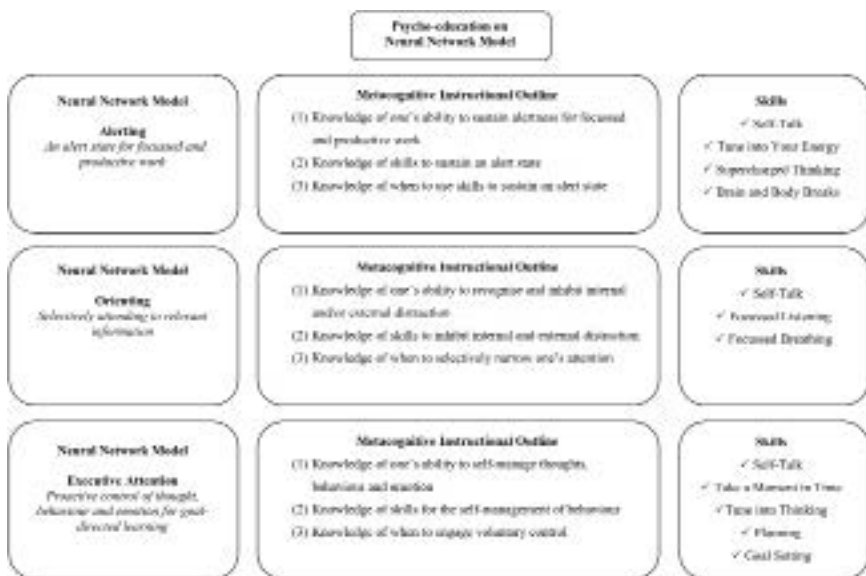 Psycho-education on
Neural Network Model
Neural Network Model
Alerting
An alert state for focussed and
productive work
Metacognitive Instructional Outline
(1) Knowledge of one's ability to sustain alertness for focussed
and productive work
(2) Knowledge of skills to sustain an alert state
(3) Knowledge of when to use skills to sustain an alert state
Skills
✓ Self-Talk
✓ Tune into Your Energy
✓ Supercharged Thinking
✓ Brain and Body Breaks
Neural Network Model
Orienting
Selectively attending to relevant
information
Metacognitive Instructional Outline
(1) Knowledge of one's ability to recognise and inhibit internal
and/or external distraction
(2) Knowledge of skills to inhibit internal and external distraction
(3) Knowledge of when to selectively narrow one's attention
Skills
✓ Self-Talk
✓ Focussed Listening
✓ Focussed Breathing
Neural Network Model
Executive Attention
Proactive control of thought,
behaviour and emotion for goal-
directed learning
Metacognitive Instructional Outline
(1) Knowledge of one's ability to self-manage thoughts,
behaviour and emotion
(2) Knowledge of skills for the self-management of behaviour
(3) Knowledge of when to engage voluntary control
Skills
✓ Self-Talk
✓ Take a Moment in Time
✓ Tune into Thinking
✓ Planning
✓ Goal Setting